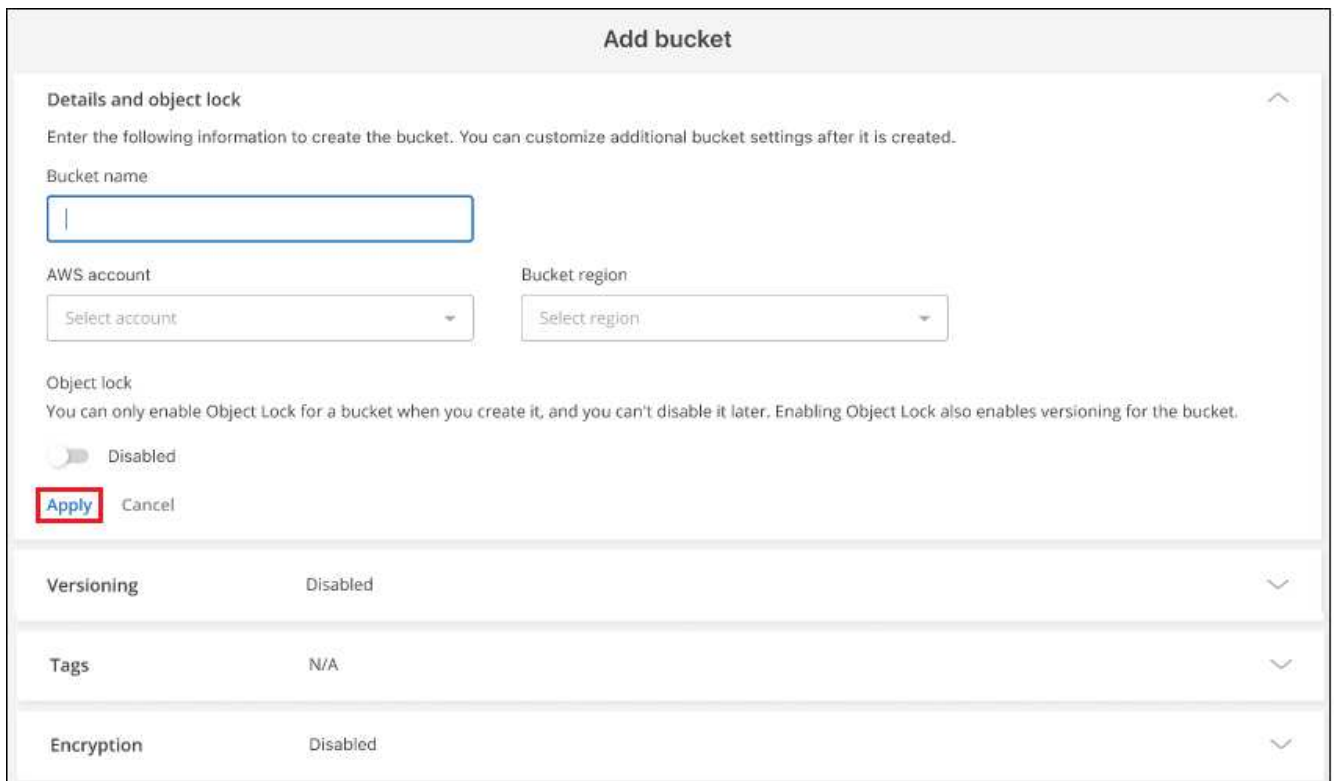 Add bucket
Details and object lock
Enter the following information to create the bucket. You can customize additional bucket settings after it is created.
Bucket name
AWS account
Bucket region
Select account
Select region
Object lock
You can only enable Object Lock for a bucket when you create it, and you can't disable it later. Enabling Object Lock also enables versioning for the bucket.
Disabled
Apply Cancel
Versioning Disabled
Tags N/A
Encryption Disabled